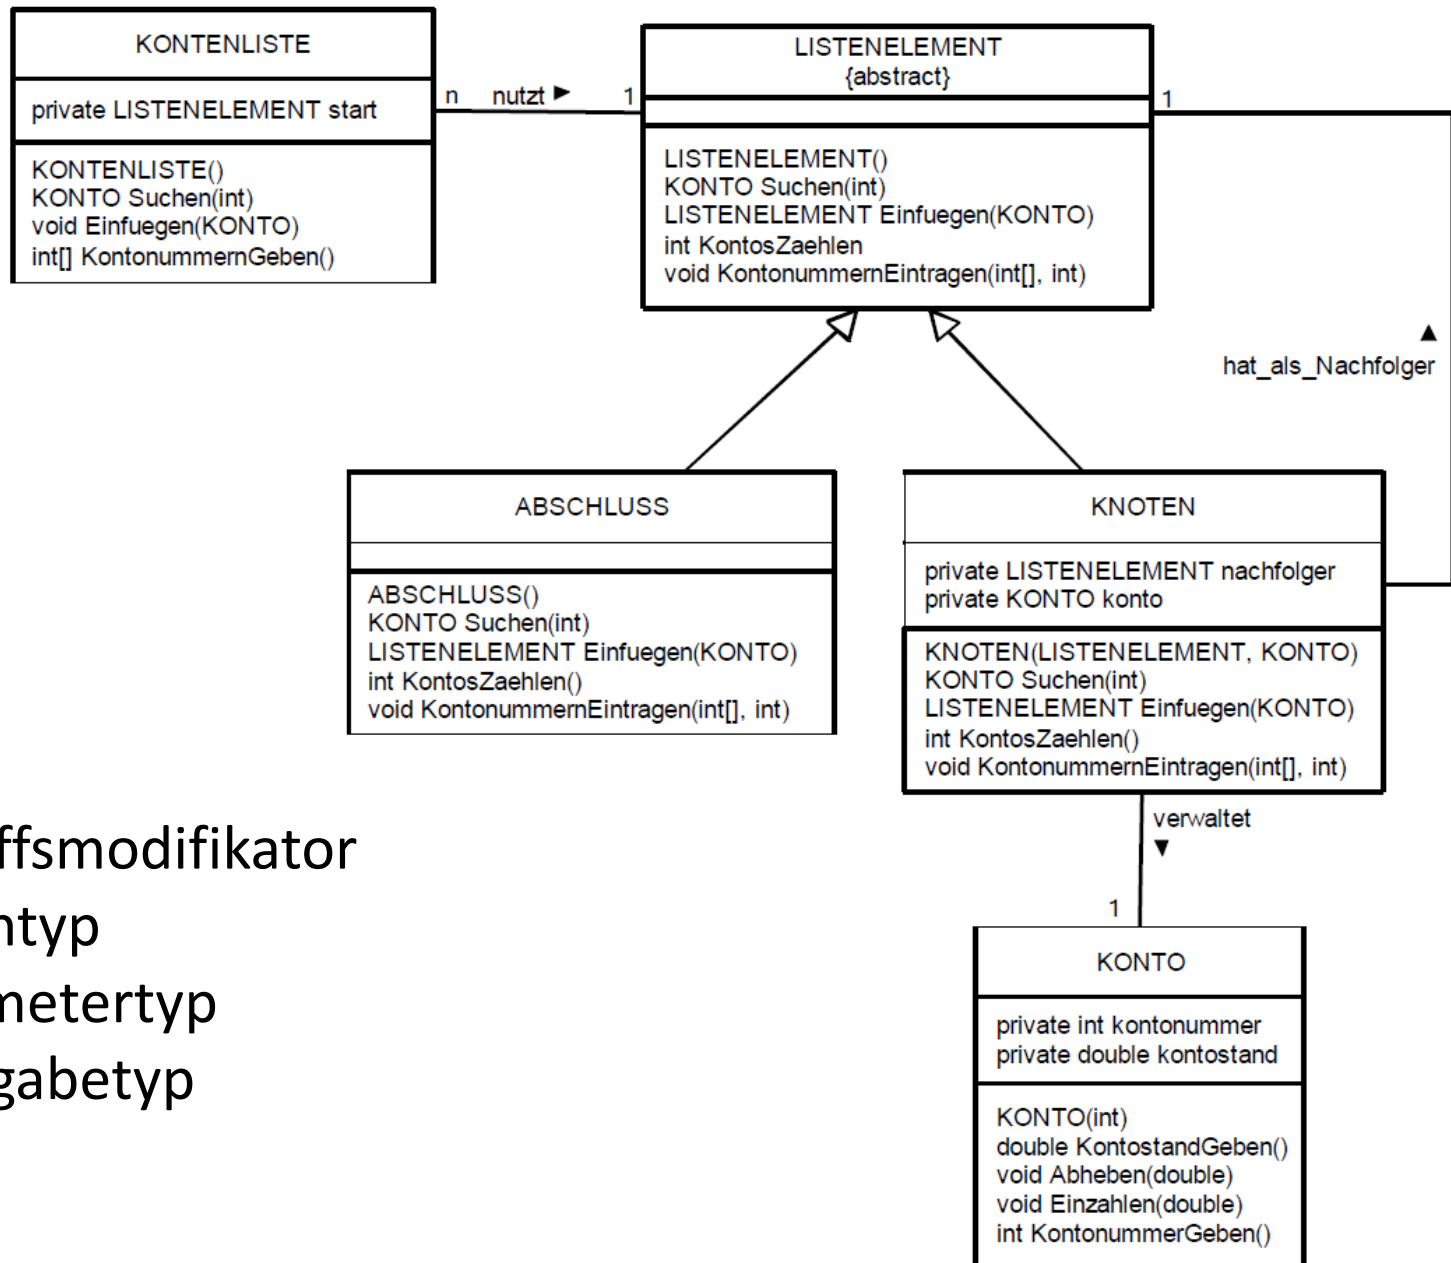 KONTENLISTE
private LISTENELEMENT start
KONTENLISTE()
KONTO Suchen(int)
void Einfuegen(KONTO)
int[] KontonummernGeben()
n nutzt ► 1
LISTENELEMENT
{abstract}
LISTENELEMENT()
KONTO Suchen(int)
LISTENELEMENT Einfuegen(KONTO)
int KontosZaehlen
void KontonummernEintragen(int[], int)
1
▲
hat_als_Nachfolger
ABSCHLUSS
ABSCHLUSS()
KONTO Suchen(int)
LISTENELEMENT Einfuegen(KONTO)
int KontosZaehlen()
void KontonummernEintragen(int[], int)
KNOTEN
private LISTENELEMENT nachfolger
private KONTO konto
KNOTEN(LISTENELEMENT, KONTO)
KONTO Suchen(int)
LISTENELEMENT Einfuegen(KONTO)
int KontosZaehlen()
void KontonummernEintragen(int[], int)
verwaltet
▼
1
KONTO
private int kontonummer
private double kontostand
KONTO(int)
double KontostandGeben()
void Abheben(double)
void Einzahlen(double)
int KontonummerGeben()
ffsmodifikator
ntyp
metertyp
gabetyp